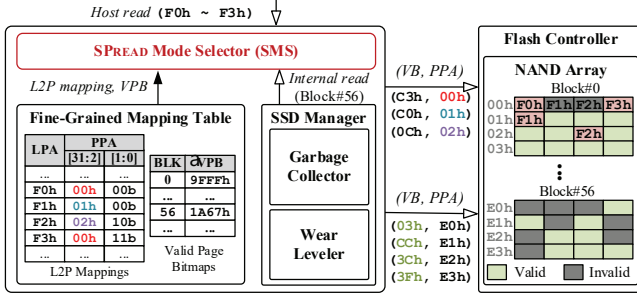 Host read (F0h ~ F3h)
SPREAD Mode Selector (SMS)
L2P mapping, VPB
Internal read
(Block#56)
Fine-Grained Mapping Table
LPA PPA
[31:2] [1:0]
... ... ...
F0h 00h 00b
F1h 01h 00b
F2h 02h 10b
F3h 00h 11b
... ... ...
L2P Mappings
BLK VPB
0 9FFFh
... ...
56 1A67h
... ...
Valid Page
Bitmaps
SSD Manager
Garbage
Collector
Wear
Leveler
(VB, PPA)
(C3h, 00h)
(C0h, 01h)
(0Ch, 02h)
(VB, PPA)
(03h, E0h)
(CCh, E1h)
(3Ch, E2h)
(3Fh, E3h)
Flash Controller
NAND Array
Block#0
00h F0h F1h F2h F3h
01h F1h
02h F2h
03h
Block#56
E0h
E1h
E2h
E3h
Valid Invalid